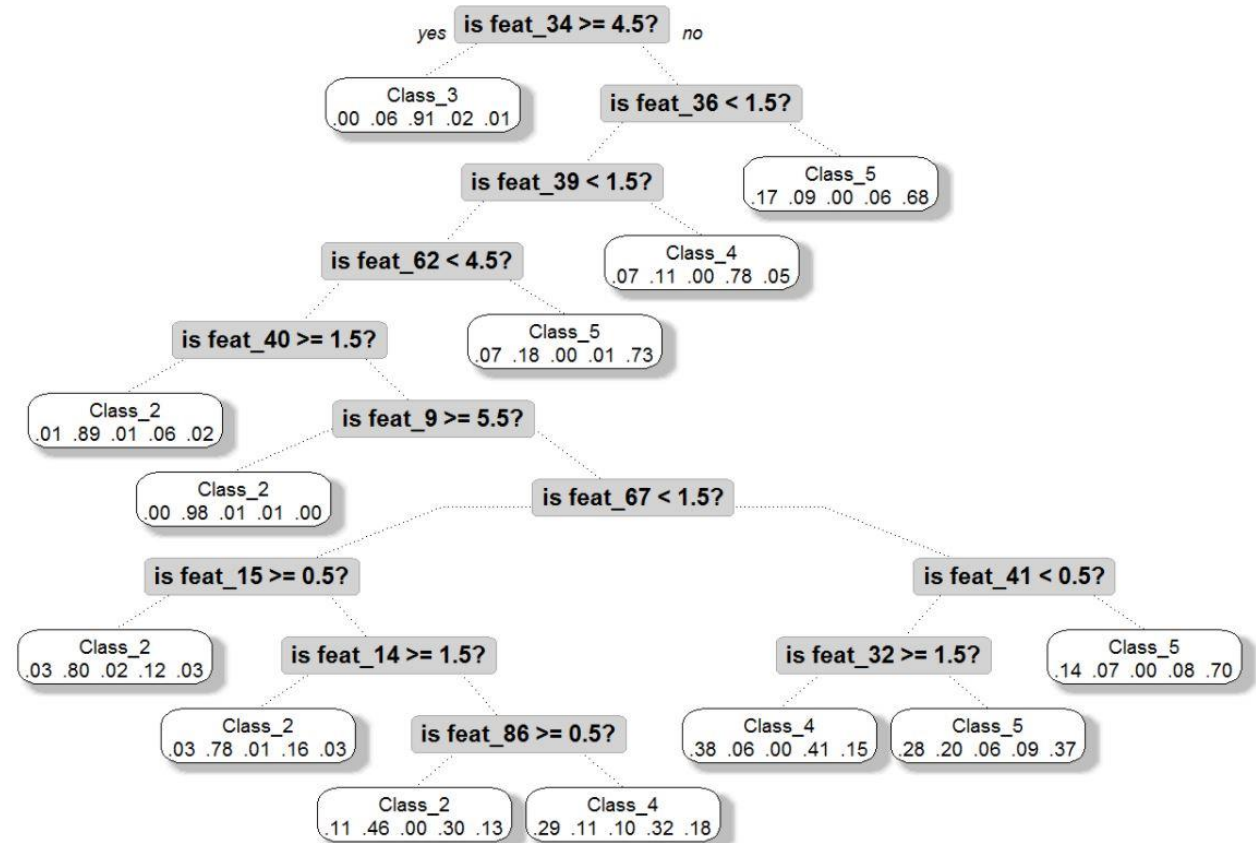 yes is feat_34 >= 4.5? no
Class_3
.00 .06 .91 .02 .01
is feat_36 < 1.5?
is feat_39 < 1.5?
Class_5
.17 .09 .00 .06 .68
is feat_62 < 4.5?
Class_4
.07 .11 .00 .78 .05
is feat_40 >= 1.5?
Class_5
.07 .18 .00 .01 .73
Class_2
.01 .89 .01 .06 .02
is feat_9 >= 5.5?
Class_2
.00 .98 .01 .01 .00
is feat_67 < 1.5?
is feat_15 >= 0.5?
is feat_41 < 0.5?
Class_2
.03 .80 .02 .12 .03
is feat_14 >= 1.5?
is feat_32 >= 1.5?
Class_5
.14 .07 .00 .08 .70
Class_2
.03 .78 .01 .16 .03
is feat_86 >= 0.5?
Class_4
.38 .06 .00 .41 .15
Class_5
.28 .20 .06 .09 .37
Class_2
.11 .46 .00 .30 .13
Class_4
.29 .11 .10 .32 .18